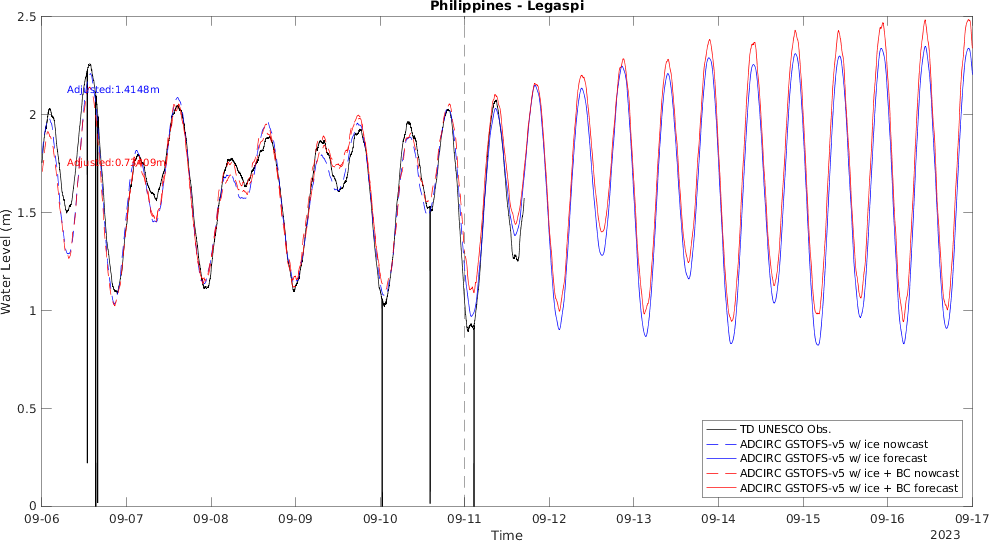 Philippines - Legaspi
2.5
2
1.5
1
0.5
0
Water Level (m)
Adjusted:1.4148m
TD UNESCO Obs.
ADCIRC GSTOFS-v5 w/ ice nowcast
ADCIRC GSTOFS-v5 w/ ice forecast
ADCIRC GSTOFS-v5 w/ ice + BC nowcast
ADCIRC GSTOFS-v5 w/ ice + BC forecast
09-06 09-07 09-08 09-09 09-10 09-11 09-12 09-13 09-14 09-15 09-16 09-17
Time
2023